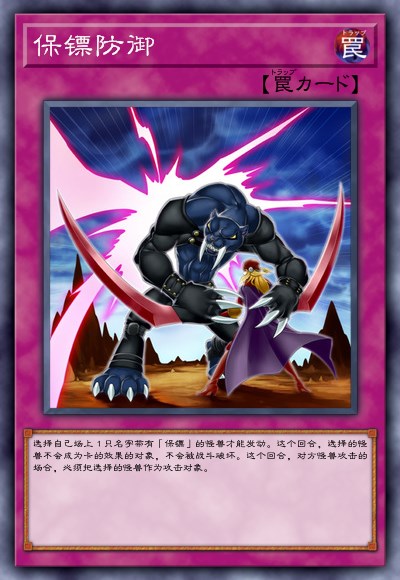 保镖防御
トラップ
罠
トラップ
【罠カード】
选择自己场上1只名字带有「保镖」的怪兽才能发动。这个回合，选择的怪
兽不会成为卡的效果的对象，不会被战斗破坏。这个回合，对方怪兽攻击的
场合，必须把选择的怪兽作为攻击对象。